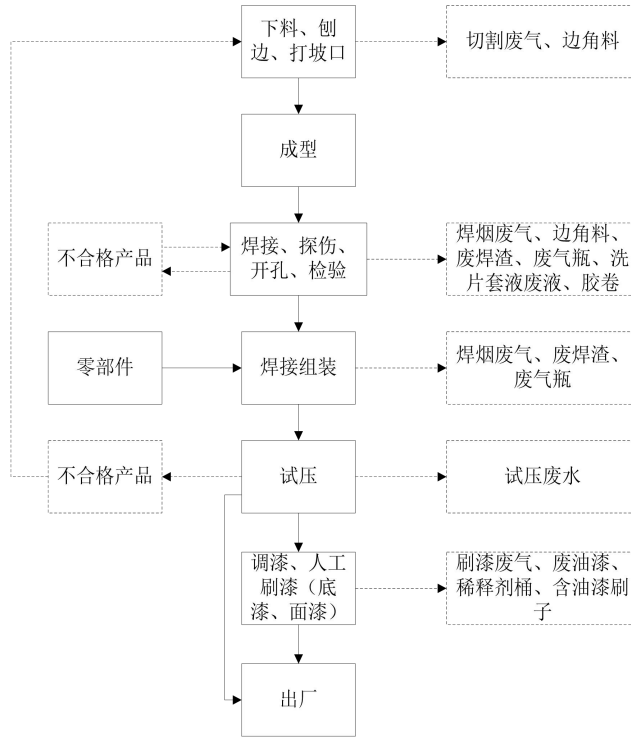 下料、刨
边、打坡口
切割废气、边角料
成型
不合格产品
焊接、探伤、
开孔、检验
焊烟废气、边角料、
废焊渣、废气瓶、洗
片套液废液、胶卷
零部件
焊接组装
焊烟废气、废焊渣、
废气瓶
不合格产品
试压
试压废水
调漆、人工
刷漆（底
漆、面漆）
刷漆废气、废油漆、
稀释剂桶、含油漆刷
子
出厂